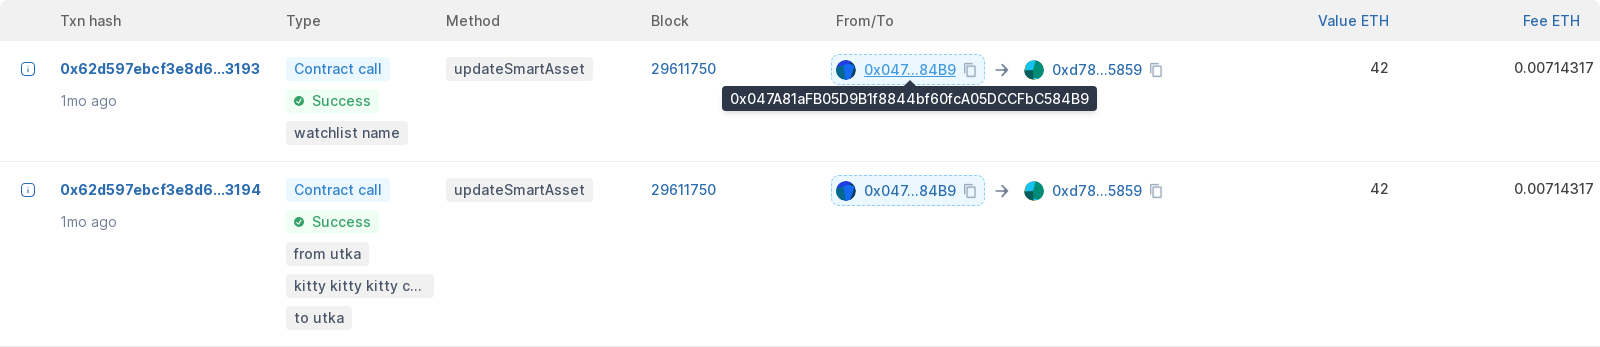 Txn hash Type Method Block From/To Value ETH Fee ETH
0x62d597ebcf3e8d6...3193 Contract call updateSmartAsset 29611750 0x047...84B9 → 0xd78...5859 42 0.00714317
0x047A81aFB05D9B1f8844bf60fcA05DCCFbC584B9
1mo ago Success
watchlist name
0x62d597ebcf3e8d6...3194 Contract call updateSmartAsset 29611750 0x047...84B9 → 0xd78...5859 42 0.00714317
1mo ago Success
from utka
kitty kitty kitty c...
to utka